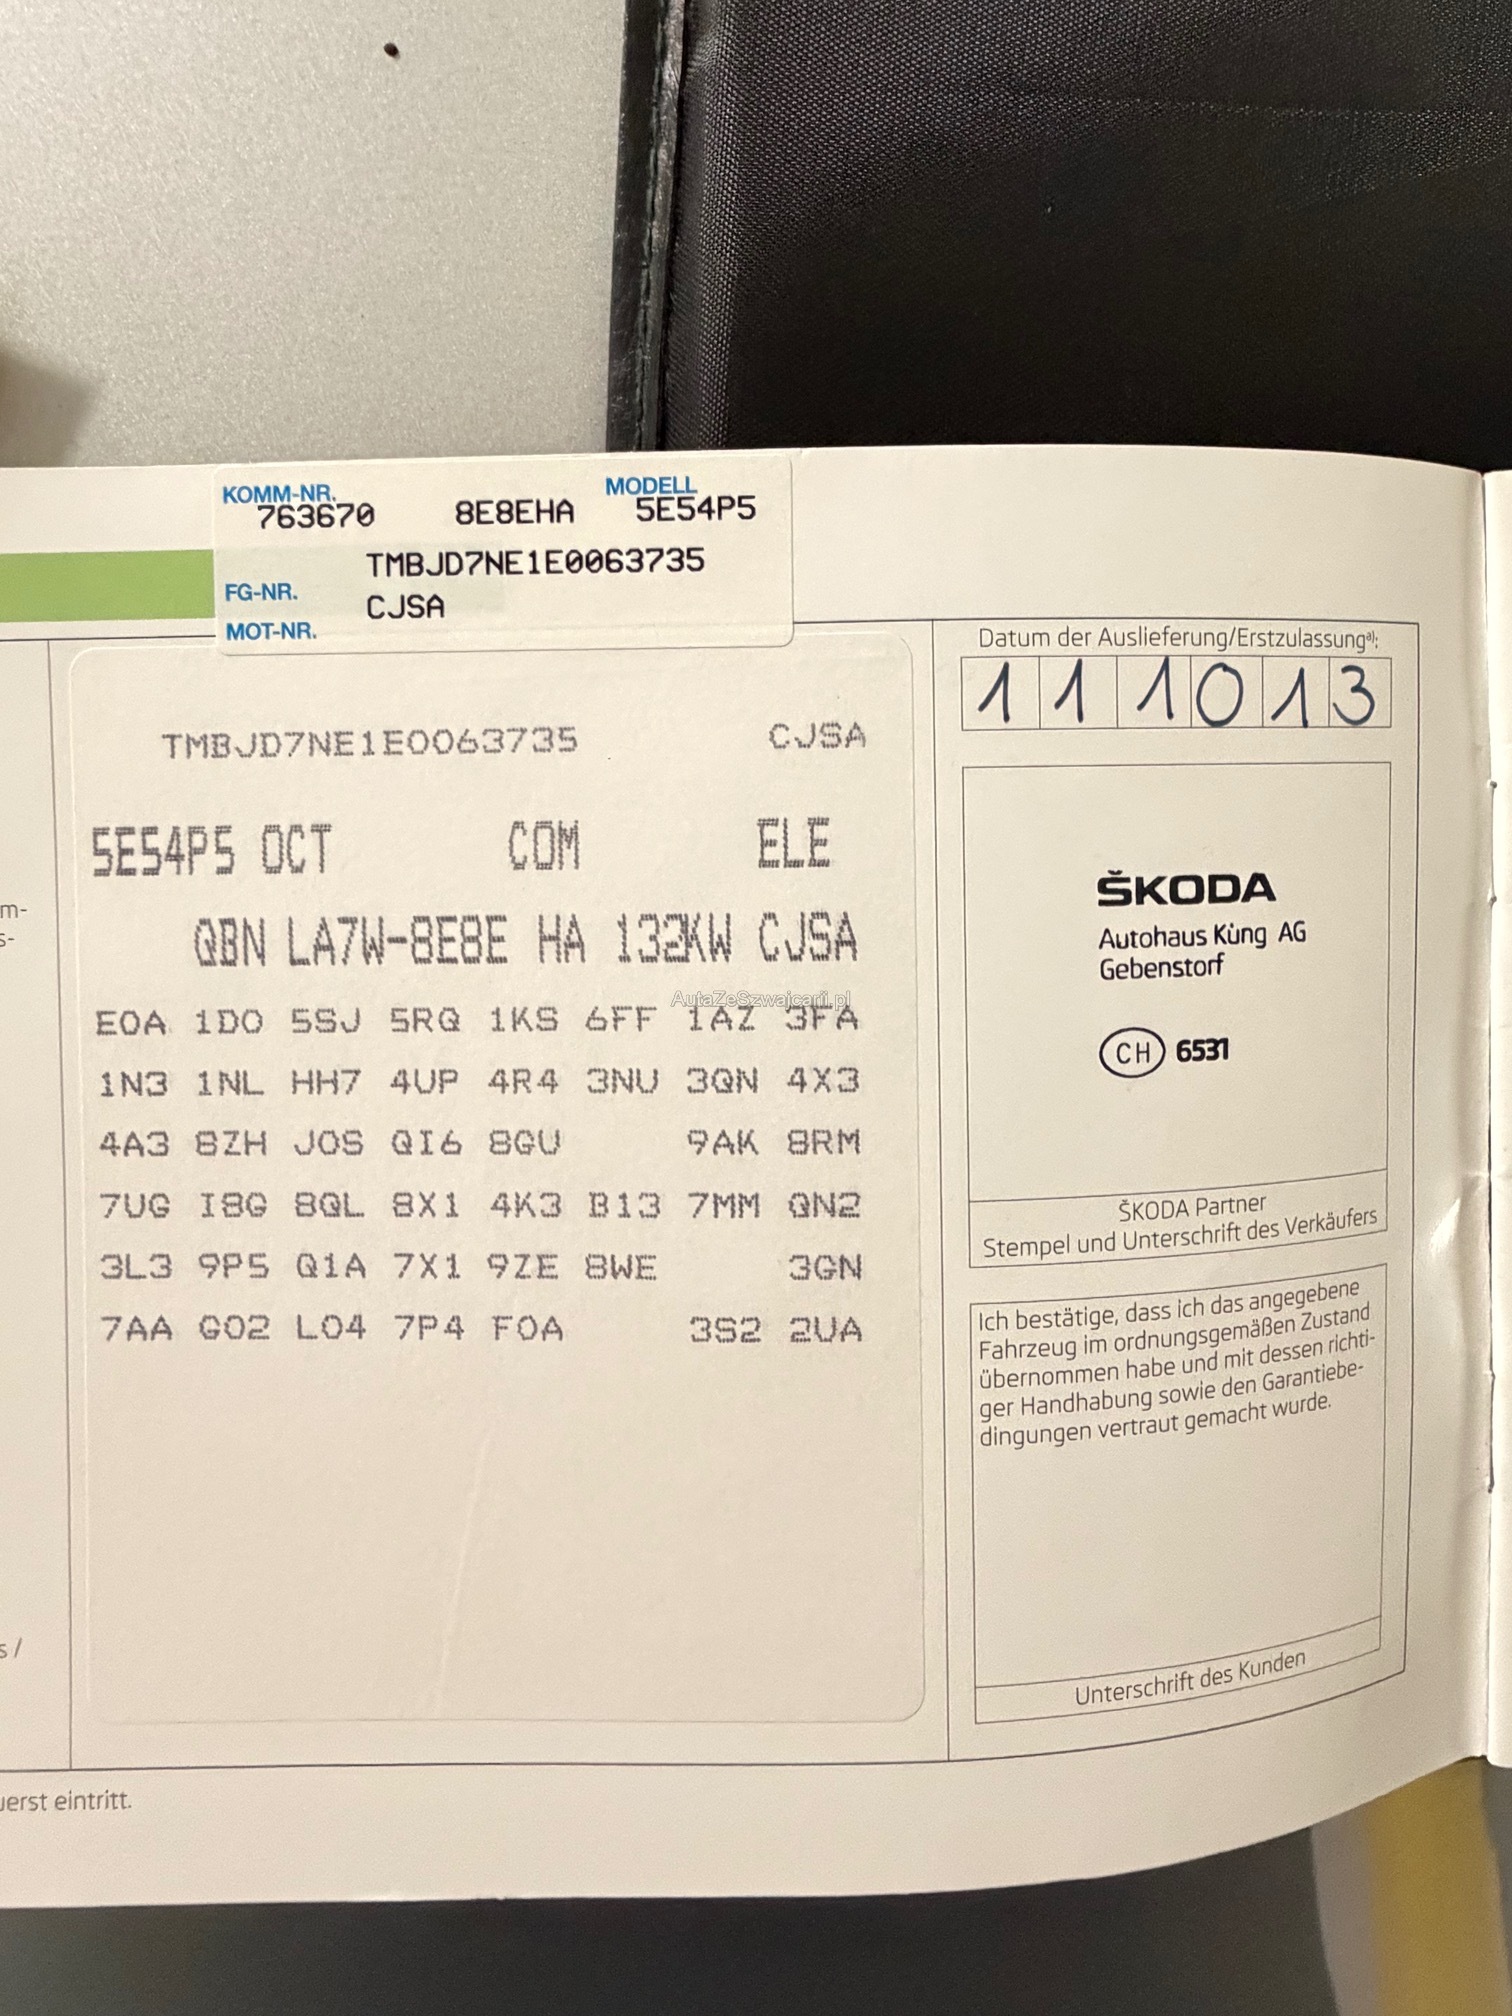 KOMM-NR. MODELL
763670 8E8EHA 5E54P5
TMBJD7NE1E0063735
FG-NR.
CJSA
MOT-NR.
TMBJD7NE1E0063735 CJSA
5E54P5 OCT COM ELE
QBN LA7W-8E8E HA 132KW CJSA
AutaZeSzwajcarii.pl
E0A 1D0 5SJ 5RQ 1KS 6FF 1AZ 3FA
1N3 1NL HH7 4UP 4R4 3NU 3QN 4X3
4A3 8ZH J0S QI6 8GU 9AK 8RM
7UG I8G 8QL 8X1 4K3 B13 7MM QN2
3L3 9P5 Q1A 7X1 9ZE 8WE 3GN
7AA G02 L04 7P4 F0A 3S2 2UA
Datum der Auslieferung/Erstzulassung^a):
1 1 1 0 1 3
ŠKODA
Autohaus Küng AG
Gebenstorf
CH 6531
ŠKODA Partner
Stempel und Unterschrift des Verkäufers
Ich bestätige, dass ich das angegebene
Fahrzeug im ordnungsgemäßen Zustand
übernommen habe und mit dessen richti-
ger Handhabung sowie den Garantiebe-
dingungen vertraut gemacht wurde.
Unterschrift des Kunden
m-
s-
s /
uerst eintritt.